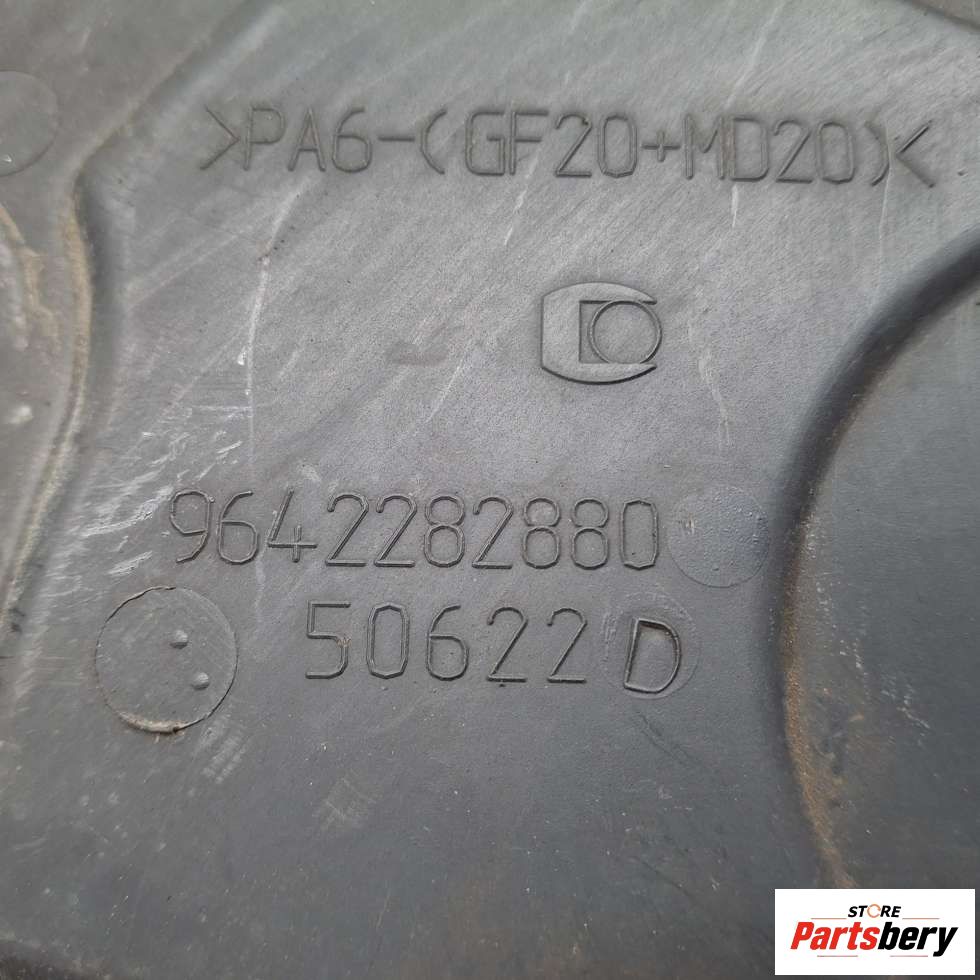 >PA6-(GF20+MD20)<
9642282880
50622D
STORE
Partsbery